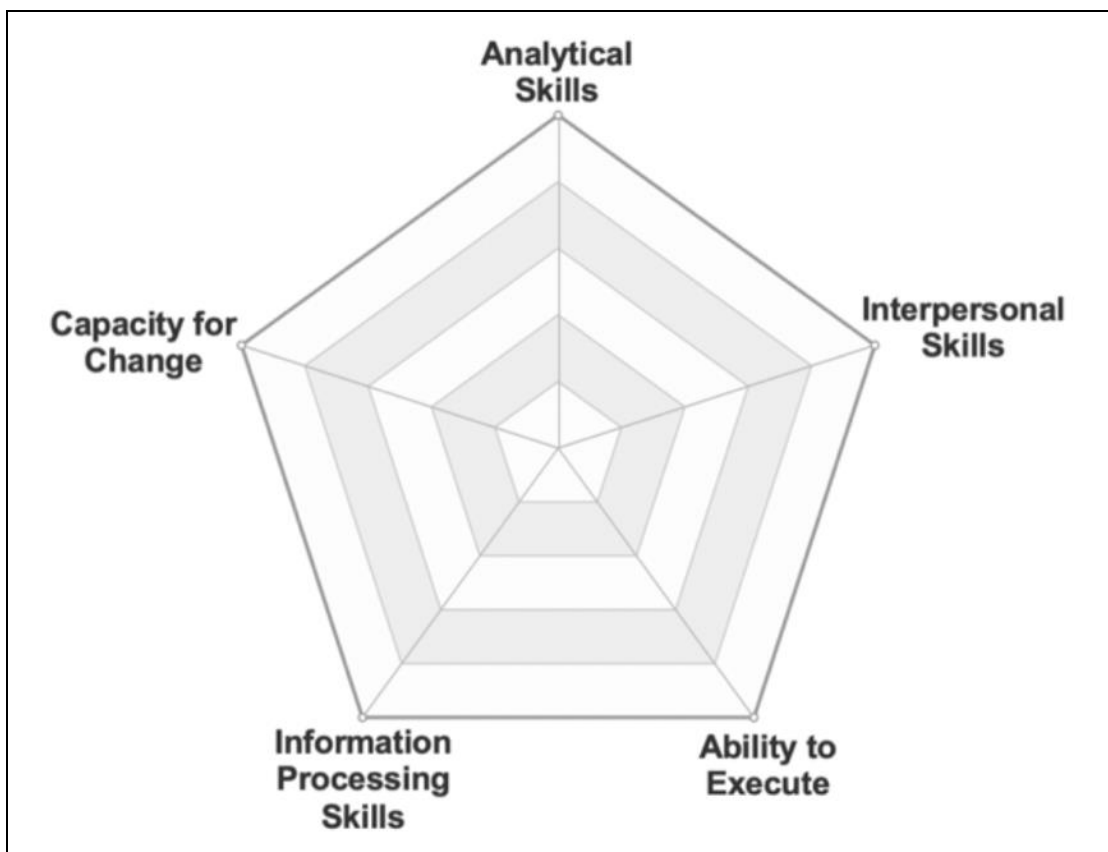 Analytical
Skills
Interpersonal
Skills
Capacity for
Change
Information
Processing
Skills
Ability to
Execute